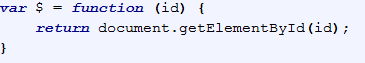 var $ = function (id) {
    return document.getElementById(id);
}